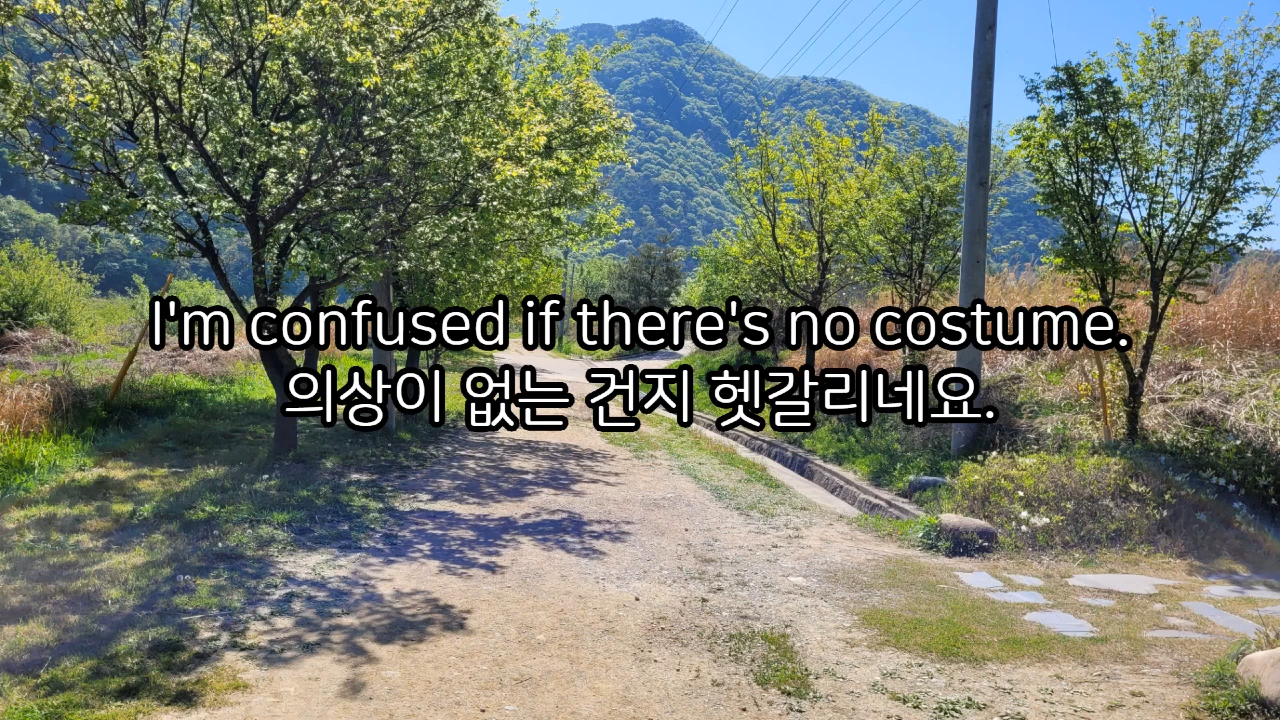 I'm confused if there's no costume.
의상이 없는 건지 헷갈리네요.